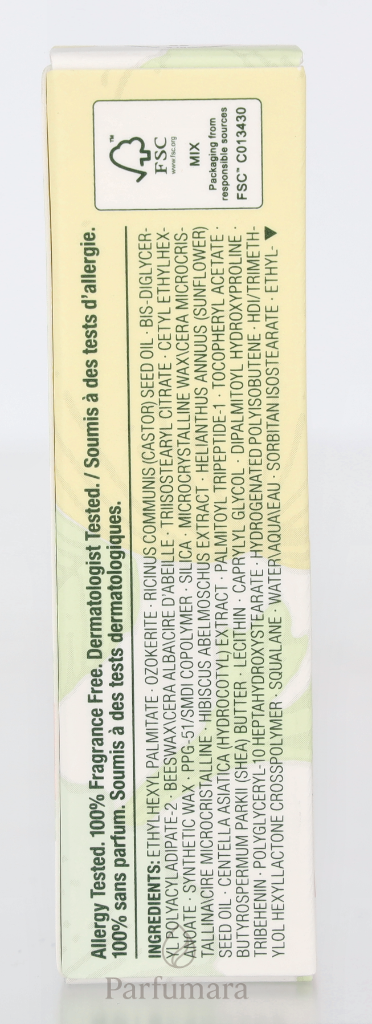 FSC™
www.fsc.org
MIX
Packaging from
responsible sources
FSC™ C013430
Allergy Tested. 100% Fragrance Free. Dermatologist Tested. / Soumis à des tests d'allergie.
100% sans parfum. Soumis à des tests dermatologiques.
INGREDIENTS: ETHYLHEXYL PALMITATE · OZOKERITE · RICINUS COMMUNIS (CASTOR) SEED OIL · BIS-DIGLYCER-
YL POLYACYLADIPATE-2 · BEESWAX\CERA ALBA\CIRE D'ABEILLE · TRIISOSTEARYL CITRATE · CETYL ETHYLHEX-
ANOATE · SYNTHETIC WAX · PPG-51/SMDI COPOLYMER · SILICA · MICROCRYSTALLINE WAX\CERA MICROCRIS-
TALLINA\CIRE MICROCRISTALLINE · HIBISCUS ABELMOSCHUS EXTRACT · HELIANTHUS ANNUUS (SUNFLOWER)
SEED OIL · CENTELLA ASIATICA (HYDROCOTYL) EXTRACT · PALMITOYL TRIPEPTIDE-1 · TOCOPHERYL ACETATE ·
BUTYROSPERMUM PARKII (SHEA) BUTTER · LECITHIN · CAPRYLYL GLYCOL · DIPALMITOYL HYDROXYPROLINE ·
TRIBEHENIN · POLYGLYCERYL-10 HEPTAHYDROXYSTEARATE · HYDROGENATED POLYISOBUTENE · HDI/TRIMETH-
YLOL HEXYLLACTONE CROSSPOLYMER · SQUALANE · WATER\AQUA\EAU · SORBITAN ISOSTEARATE · ETHYL-▼
Parfumara